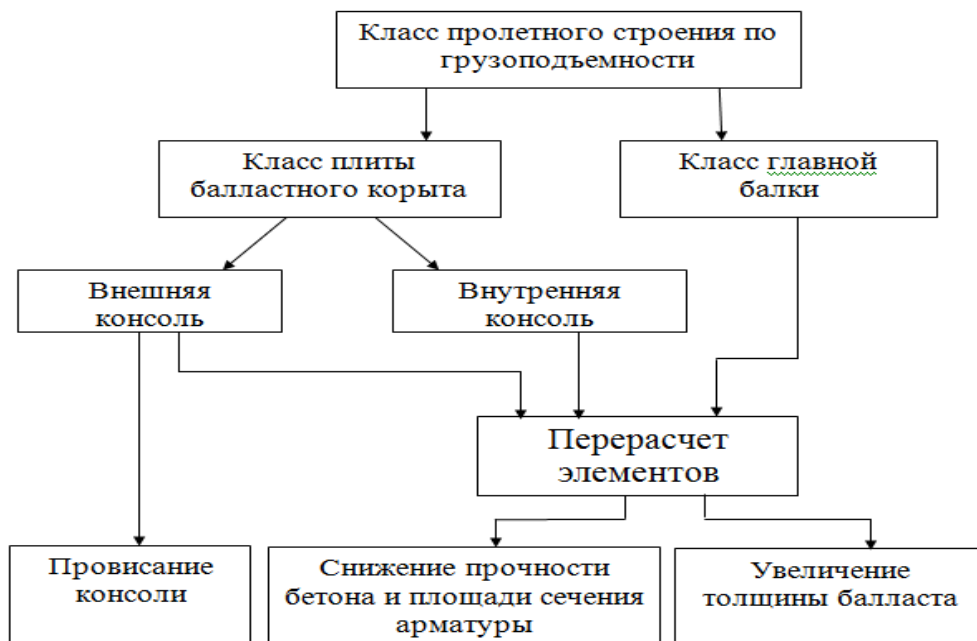 Класс пролетного строения по
грузоподъемности
Класс плиты
балластного корыта
Класс главной
балки
Внешняя
консоль
Внутренняя
консоль
Перерасчет
элементов
Провисание
консоли
Снижение прочности
бетона и площади сечения
арматуры
Увеличение
толщины балласта